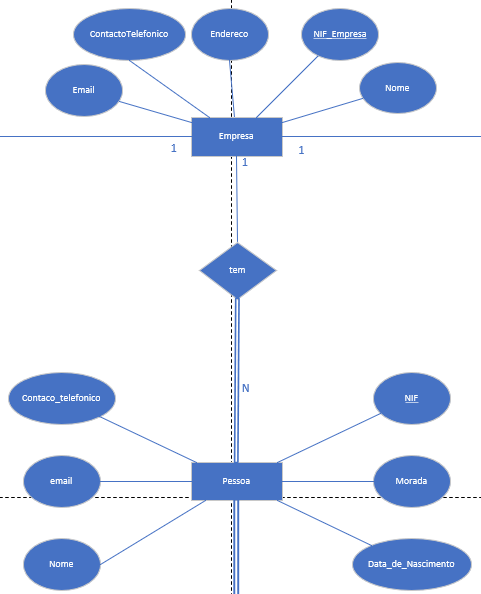 ContactoTelefonico
Endereco
NIF_Empresa
Email
Nome
Empresa
1
1
1
tem
N
Contaco_telefonico
NIF
email
Pessoa
Morada
Nome
Data_de_Nascimento